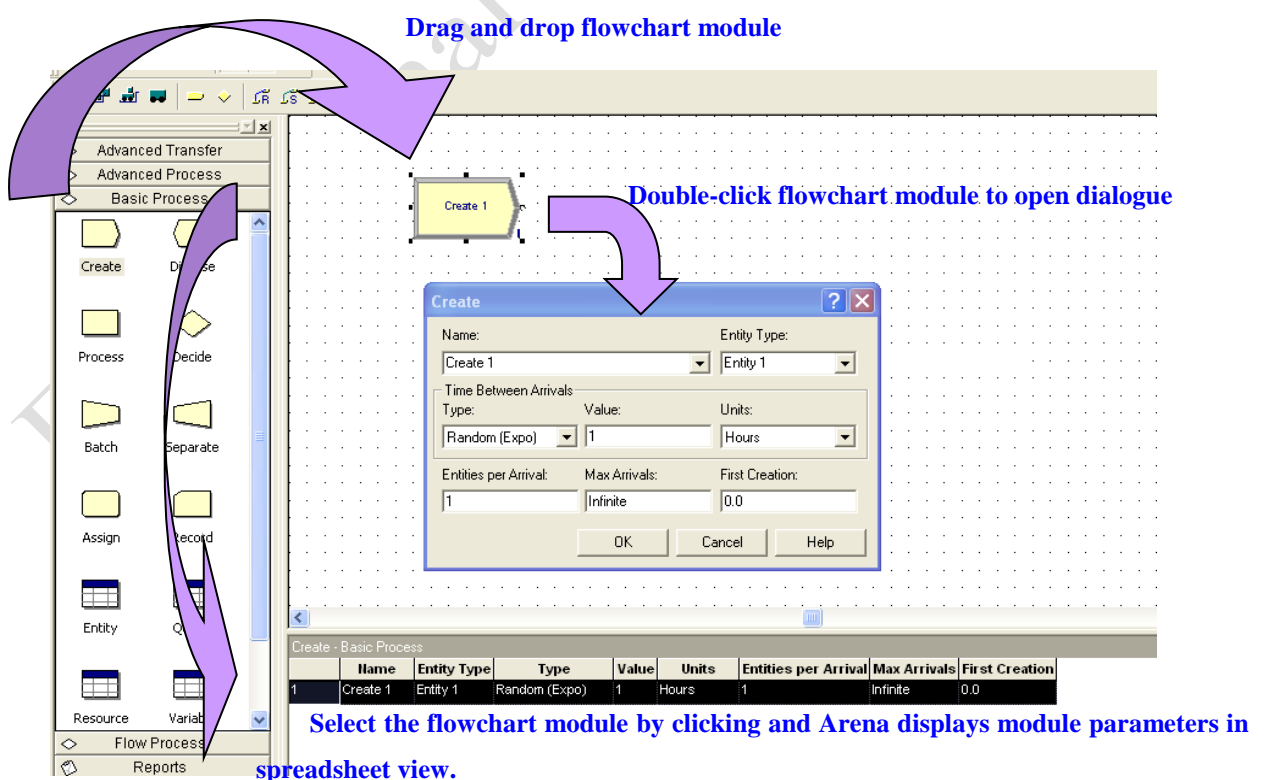 Drag and drop flowchart module
Advanced Transfer
Advanced Process
Basic Process
Create 1
Double-click flowchart module to open dialogue
Create
Process Decide
Batch Separate
Assign Record
Entity
Resource
Flow Process
Reports
Create
Name: Entity Type:
Create 1 Entity 1
Time Between Arrivals
Type: Value: Units:
Random (Expo) 1 Hours
Entities per Arrival: Max Arrivals: First Creation:
1 Infinite 0.0
OK Cancel Help
Create - Basic Process
Name Entity Type Type Value Units Entities per Arrival Max Arrivals First Creation
1 Create 1 Entity 1 Random (Expo) 1 Hours 1 Infinite 0.0
Select the flowchart module by clicking and Arena displays module parameters in
spreadsheet view.